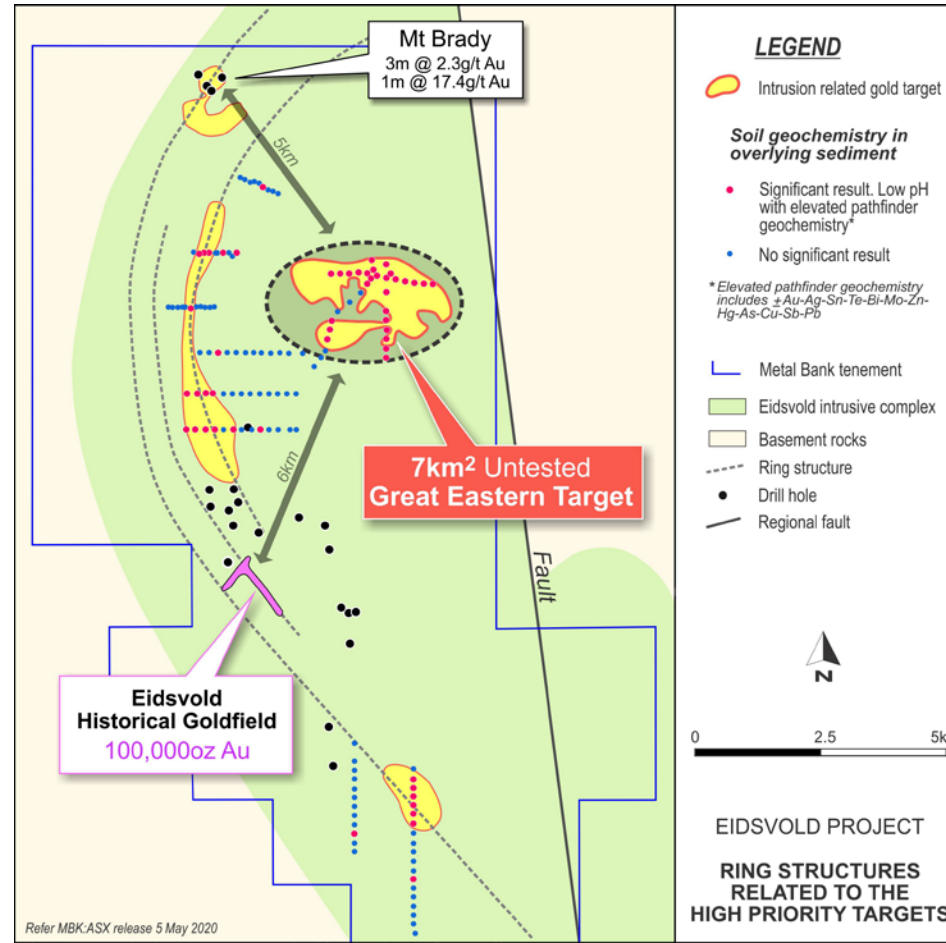 Mt Brady
3m @ 2.3g/t Au
1m @ 17.4g/t Au
5km
6km
7km² Untested
Great Eastern Target
Fault
Eidsvold
Historical Goldfield
100,000oz Au
Refer MBK:ASX release 5 May 2020
LEGEND
Intrusion related gold target
Soil geochemistry in
overlying sediment
Significant result. Low pH
with elevated pathfinder
geochemistry*
No significant result
*Elevated pathfinder geochemistry
includes ±Au-Ag-Sn-Te-Bi-Mo-Zn-
Hg-As-Cu-Sb-Pb
Metal Bank tenement
Eidsvold intrusive complex
Basement rocks
Ring structure
Drill hole
Regional fault
N
0 2.5 5k
EIDSVOLD PROJECT
RING STRUCTURES
RELATED TO THE
HIGH PRIORITY TARGETS